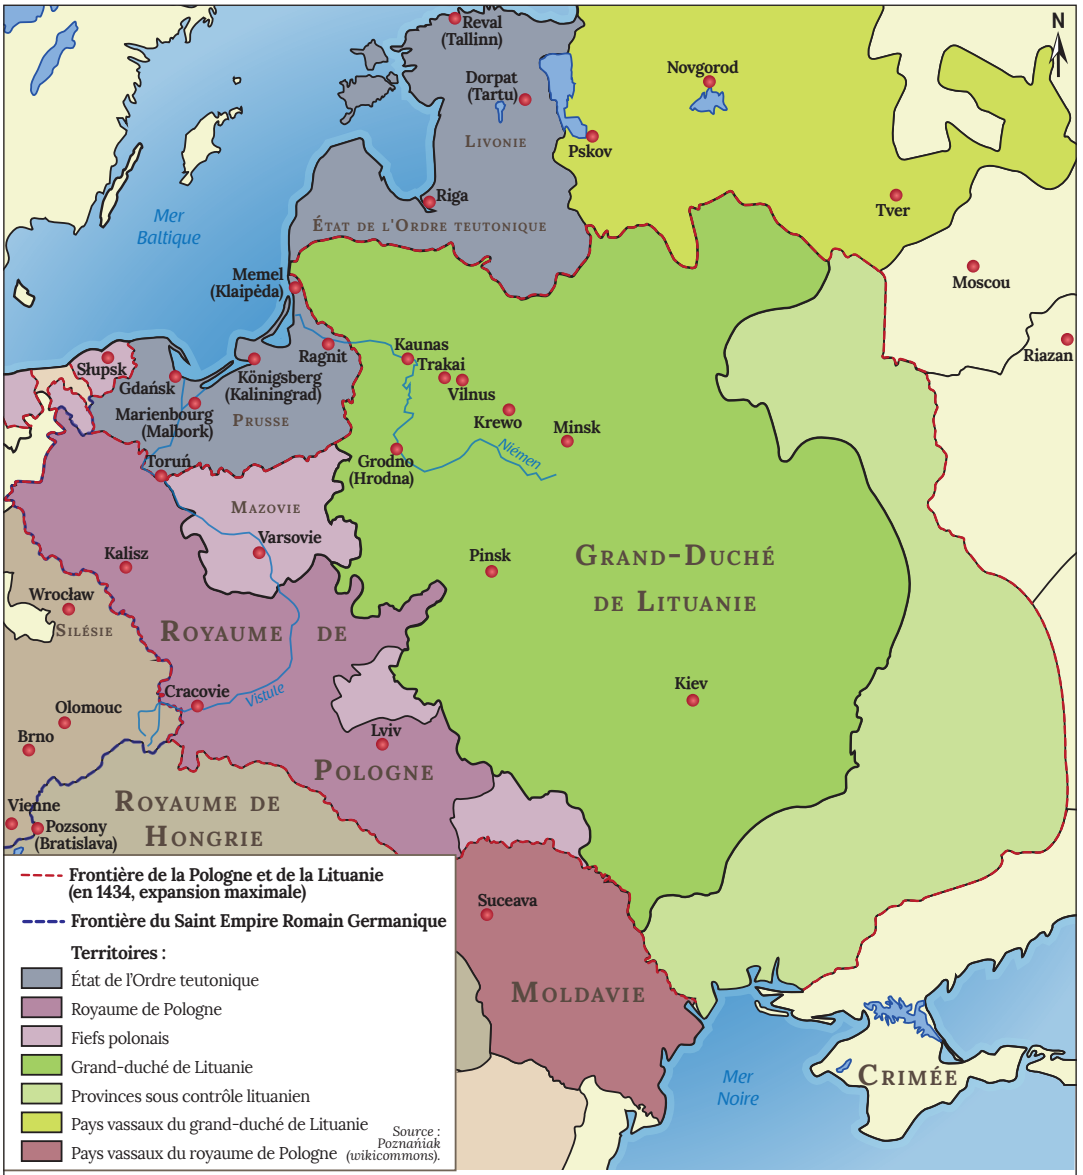 N
Reval
(Tallinn)
Dorpat
(Tartu)
Novgorod
Livonie
Pskov
Riga
Tver
Mer
Baltique
État de l'Ordre teutonique
Moscou
Memel
(Klaipėda)
Riazan
Słupsk
Ragnit
Kaunas
Trakai
Vilnus
Gdańsk
Königsberg
(Kaliningrad)
Marienbourg
(Malbork)
Prusse
Krewo
Minsk
Toruń
Grodno
(Hrodna)
Niémen
Mazovie
Varsovie
Kalisz
Pinsk
Grand-Duché
de Lituanie
Wrocław
Silésie
Royaume de
Cracovie
Vistule
Kiev
Olomouc
Brno
Lviv
Pologne
Vienne
Pozsony
(Bratislava)
Royaume de
Hongrie
Suceava
Moldavie
Mer
Noire
Crimée
Frontière de la Pologne et de la Lituanie
(en 1434, expansion maximale)
Frontière du Saint Empire Romain Germanique
Territoires :
État de l'Ordre teutonique
Royaume de Pologne
Fiefs polonais
Grand-duché de Lituanie
Provinces sous contrôle lituanien
Pays vassaux du grand-duché de Lituanie
Pays vassaux du royaume de Pologne
Source :
Poznańiak
(wikicommons).